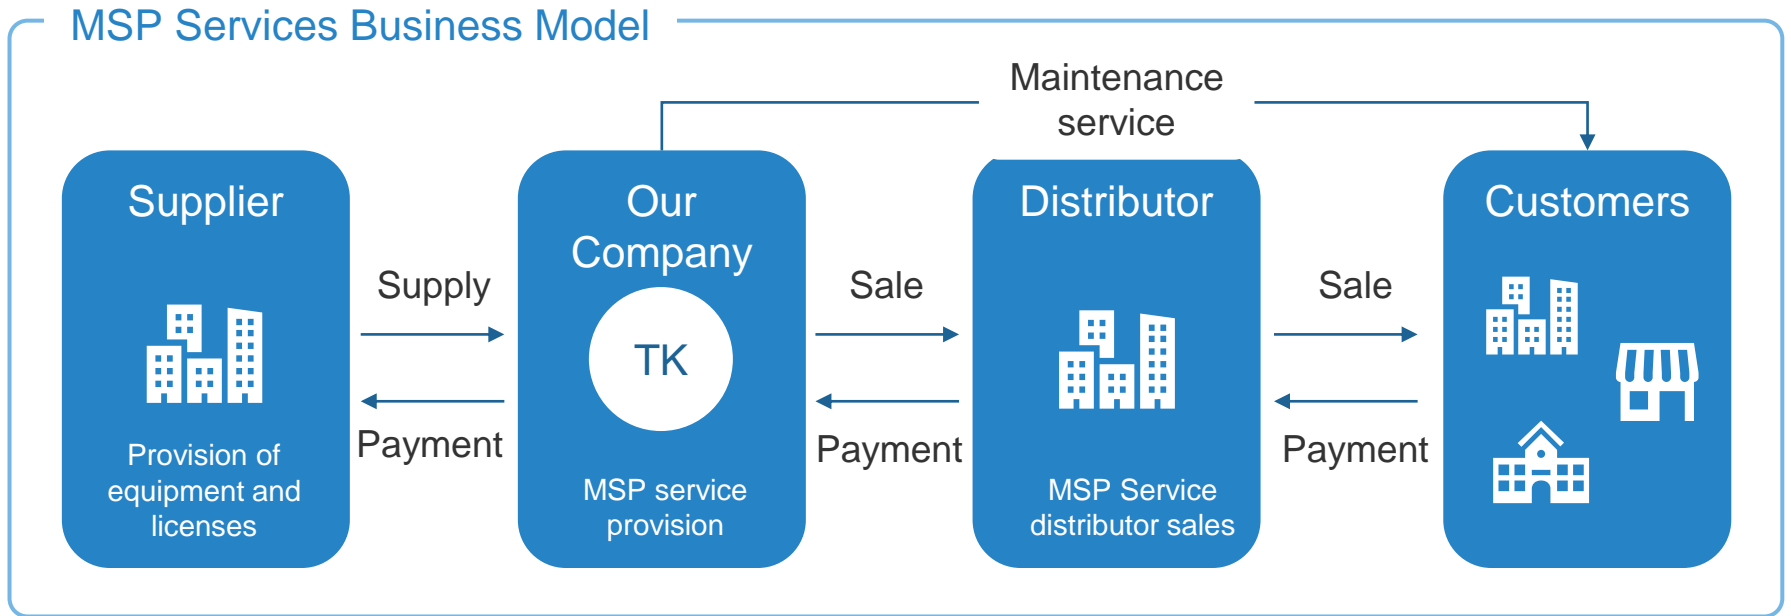 MSP Services Business Model
Maintenance
service
Supplier
Our
Company
Distributor
Customers
Supply
Sale
Sale
TK
Payment
Payment
Payment
Provision of
equipment and
licenses
MSP service
provision
MSP Service
distributor sales